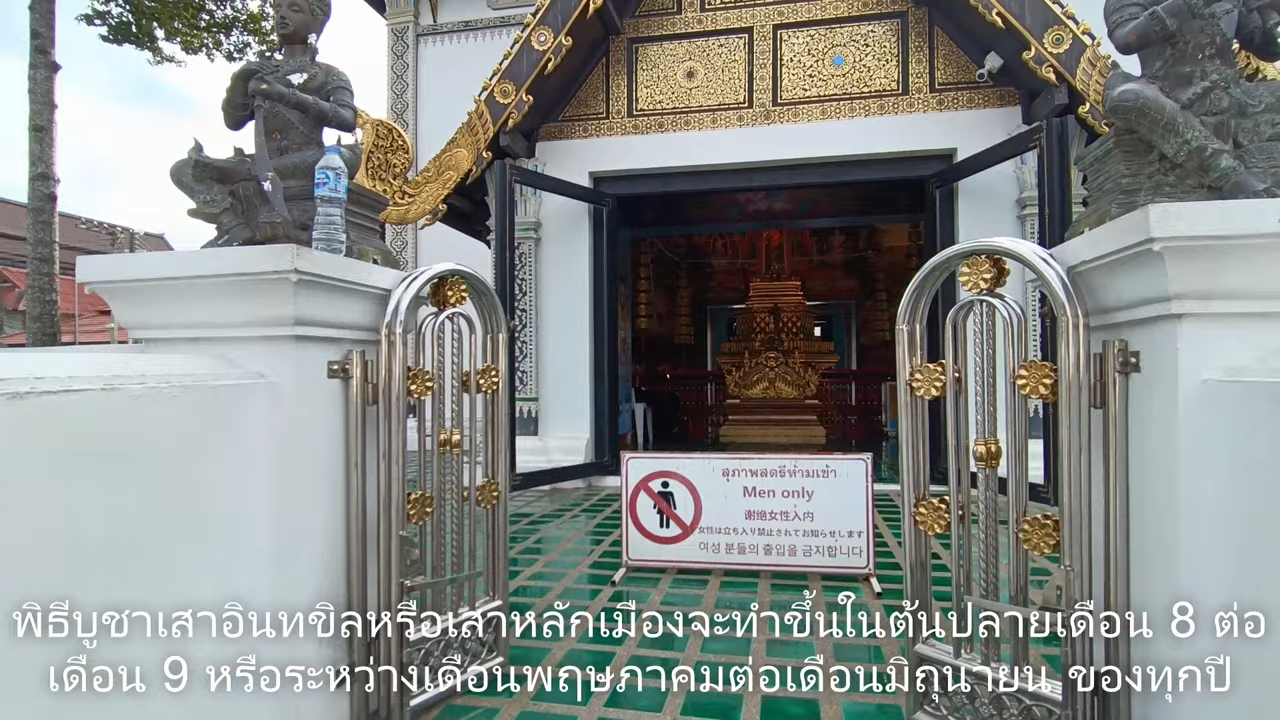 สุภาพสตรีห้ามเข้า
Men only
谢绝女性入内
女性は立ち入り禁止されてお知らせします
여성 분들의 출입을 금지합니다
พิธีบูชาเสาอินทขิลหรือเสาหลักเมืองจะทำขึ้นในต้นปลายเดือน 8 ต่อ
เดือน 9 หรือระหว่างเดือนพฤษภาคมต่อเดือนมิถุนายน ของทุกปี